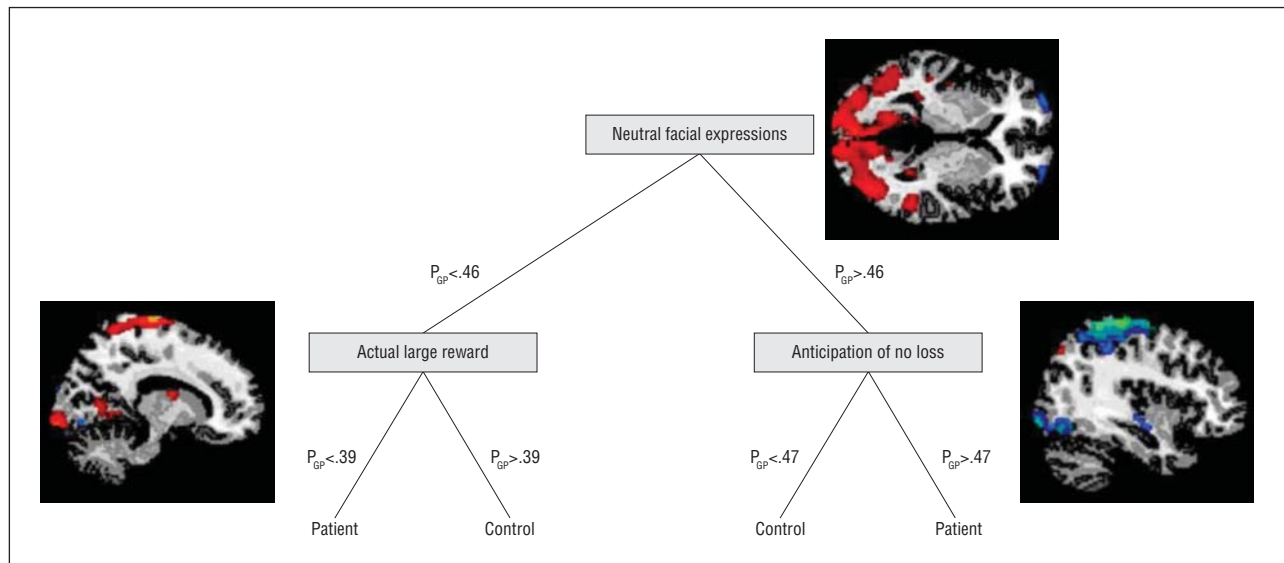 Neutral facial expressions
P_GP<.46
P_GP>.46
Actual large reward
Anticipation of no loss
P_GP<.39
P_GP>.39
P_GP<.47
P_GP>.47
Patient
Control
Control
Patient